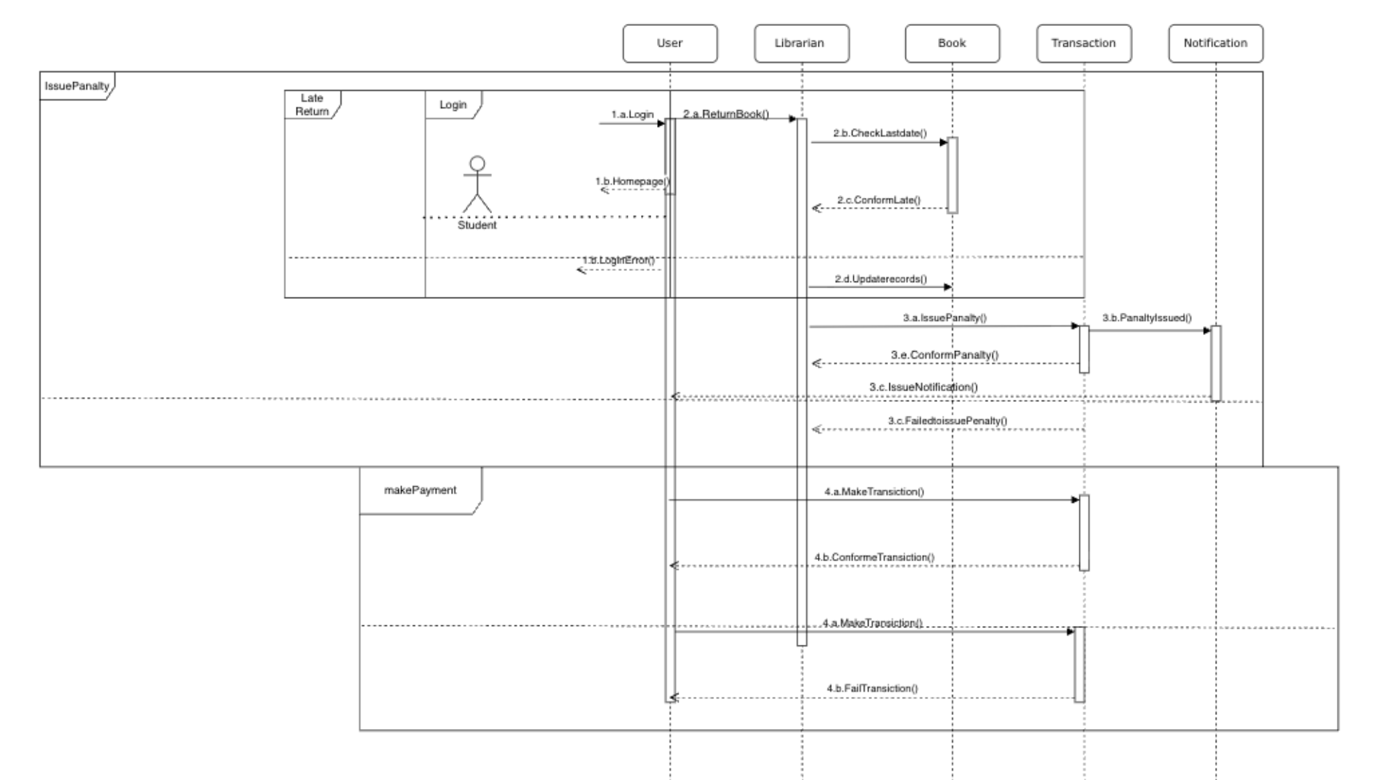 User
Librarian
Book
Transaction
Notification
IssuePanalty
Late
Return
Login
1.a.Login
2.a.ReturnBook()
2.b.CheckLastdate()
1.b.Homepage()
2.c.ConformLate()
Student
1.b.LoginError()
2.d.Updaterecords()
3.a.IssuePanalty()
3.b.PanaltyIssued()
3.e.ConformPanalty()
3.c.IssueNotification()
3.c.FailedtoissuePenalty()
makePayment
4.a.MakeTransiction()
4.b.ConformeTransiction()
4.a.MakeTransiction()
4.b.FailTransiction()